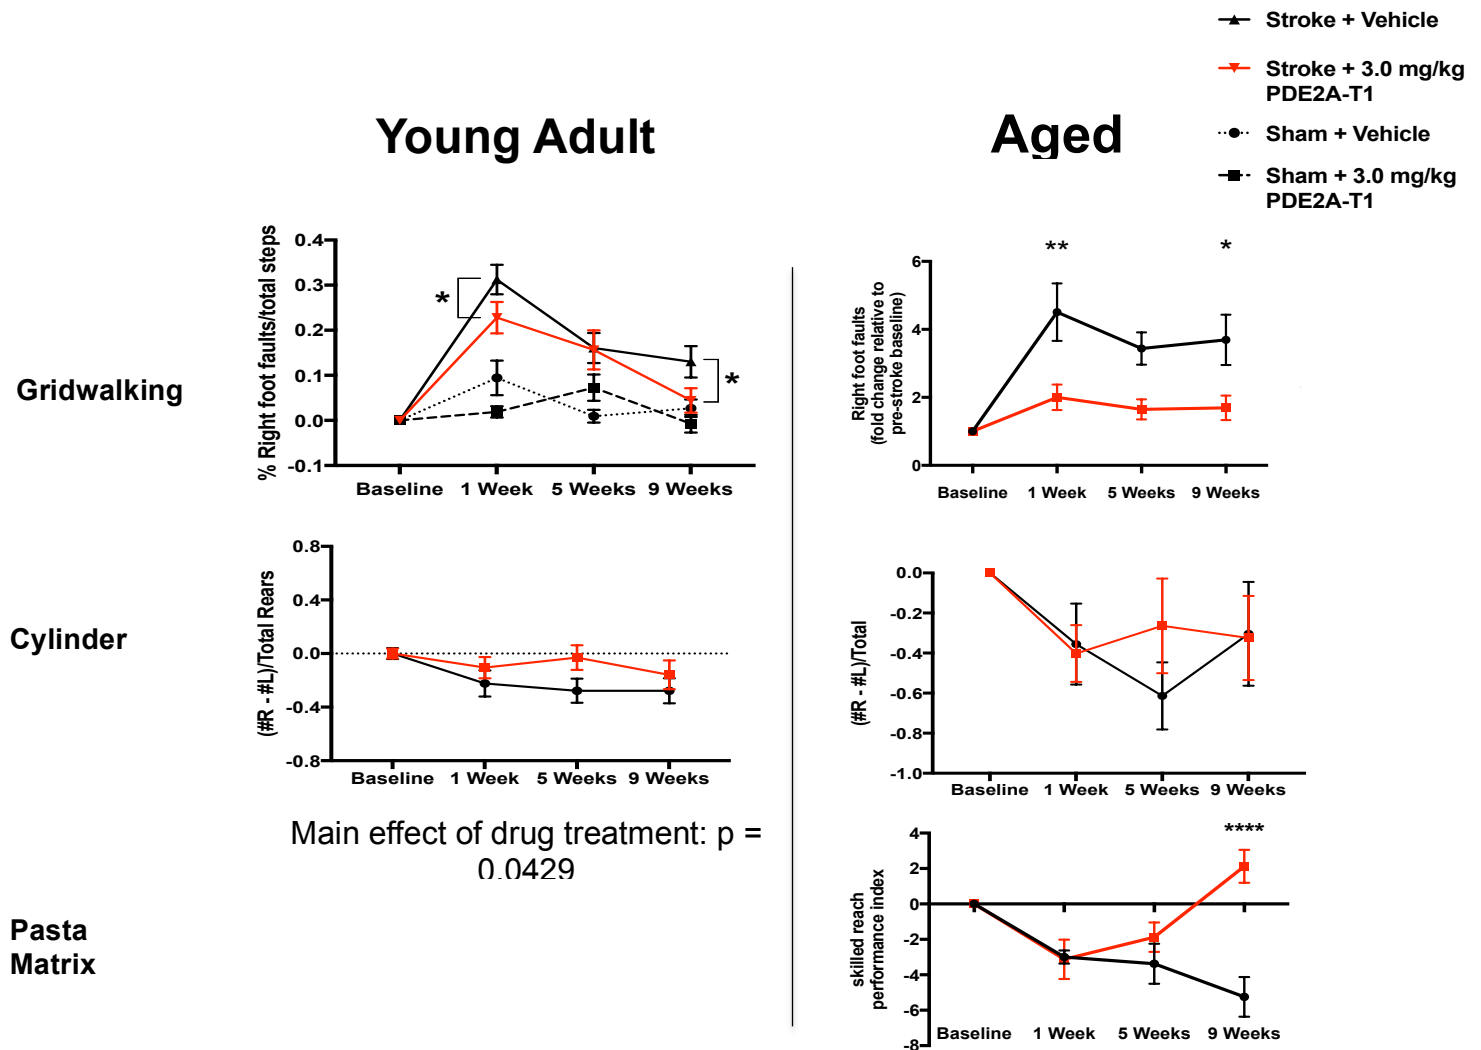 Stroke + Vehicle
Stroke + 3.0 mg/kg
PDE2A-T1
Sham + Vehicle
Sham + 3.0 mg/kg
PDE2A-T1
Young Adult
Aged
Gridwalking
% Right foot faults/total steps
0.4
0.3
0.2
0.1
0.0
-0.1
*
*
Baseline
1 Week
5 Weeks
9 Weeks
Right foot faults
(fold change relative to
pre-stroke baseline)
6
4
2
0
**
*
Baseline
1 Week
5 Weeks
9 Weeks
Cylinder
(#R - #L)/Total Rears
0.8
0.4
0.0
-0.4
-0.8
Baseline
1 Week
5 Weeks
9 Weeks
Main effect of drug treatment: p =
0.0429
(#R - #L)/Total
0.0
-0.2
-0.4
-0.6
-0.8
-1.0
Baseline
1 Week
5 Weeks
9 Weeks
Pasta
Matrix
skilled reach
performance index
4
2
0
-2
-4
-6
-8
****
Baseline
1 Week
5 Weeks
9 Weeks